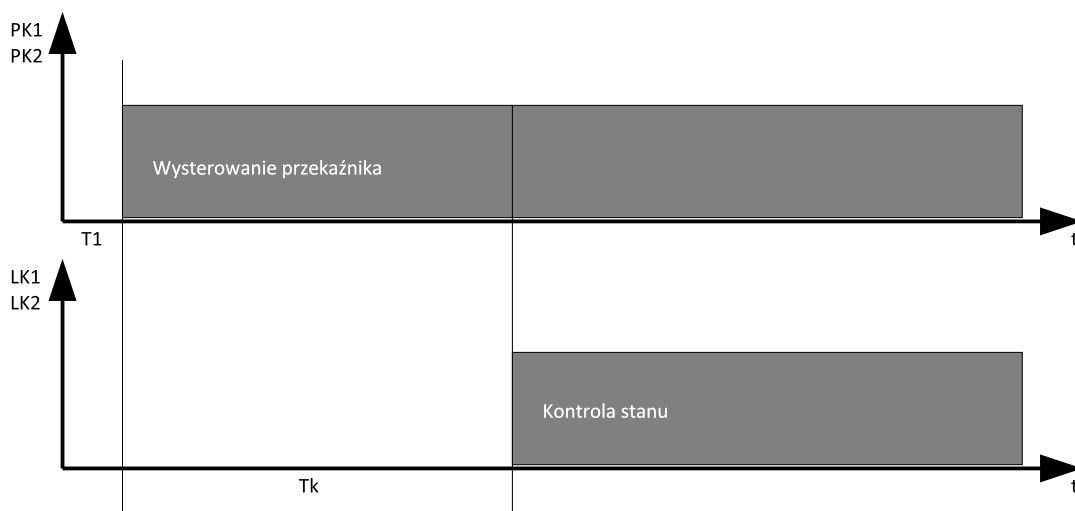 PK1
PK2
Wysterowanie przekaźnika
T1
t
LK1
LK2
Kontrola stanu
Tk
t